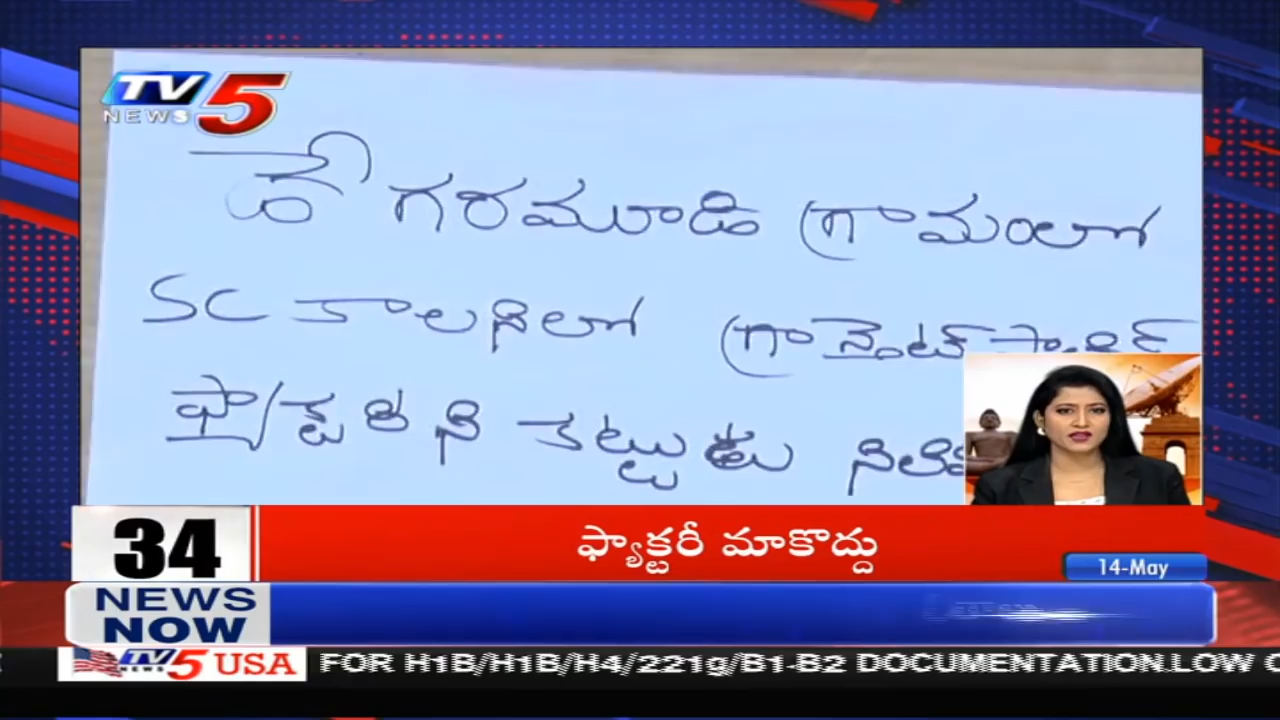 TV5
NEWS
వేగరమూడి గ్రామంలో
SC కాలనిలో గ్రానైట్
ఫ్యాక్టరిని కట్టుడు
34
ఫ్యాక్టరీ మాకొద్దు
14-May
NEWS
NOW
TV5
NEWS
USA FOR H1B/H1B/H4/221g/B1-B2 DOCUMENTATION.LOW